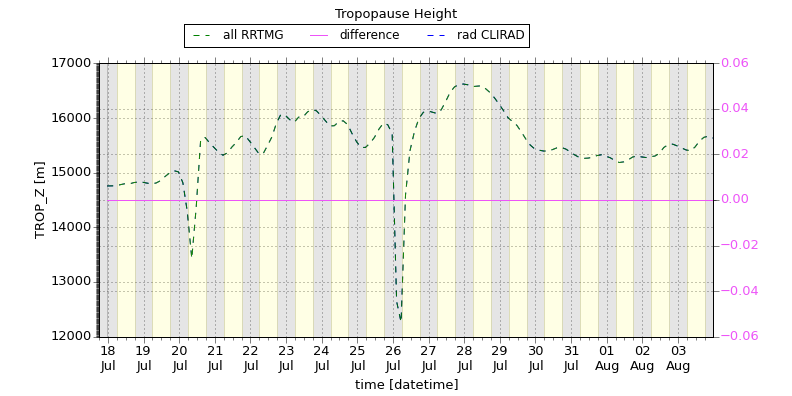 Tropopause Height
all RRTMG difference rad CLIRAD
17000
16000
15000
14000
13000
12000
TROP_Z [m]
0.06
0.04
0.02
0.00
−0.02
−0.04
−0.06
18 19 20 21 22 23 24 25 26 27 28 29 30 31 01 02 03
Jul Jul Jul Jul Jul Jul Jul Jul Jul Jul Jul Jul Jul Jul Aug Aug Aug
time [datetime]